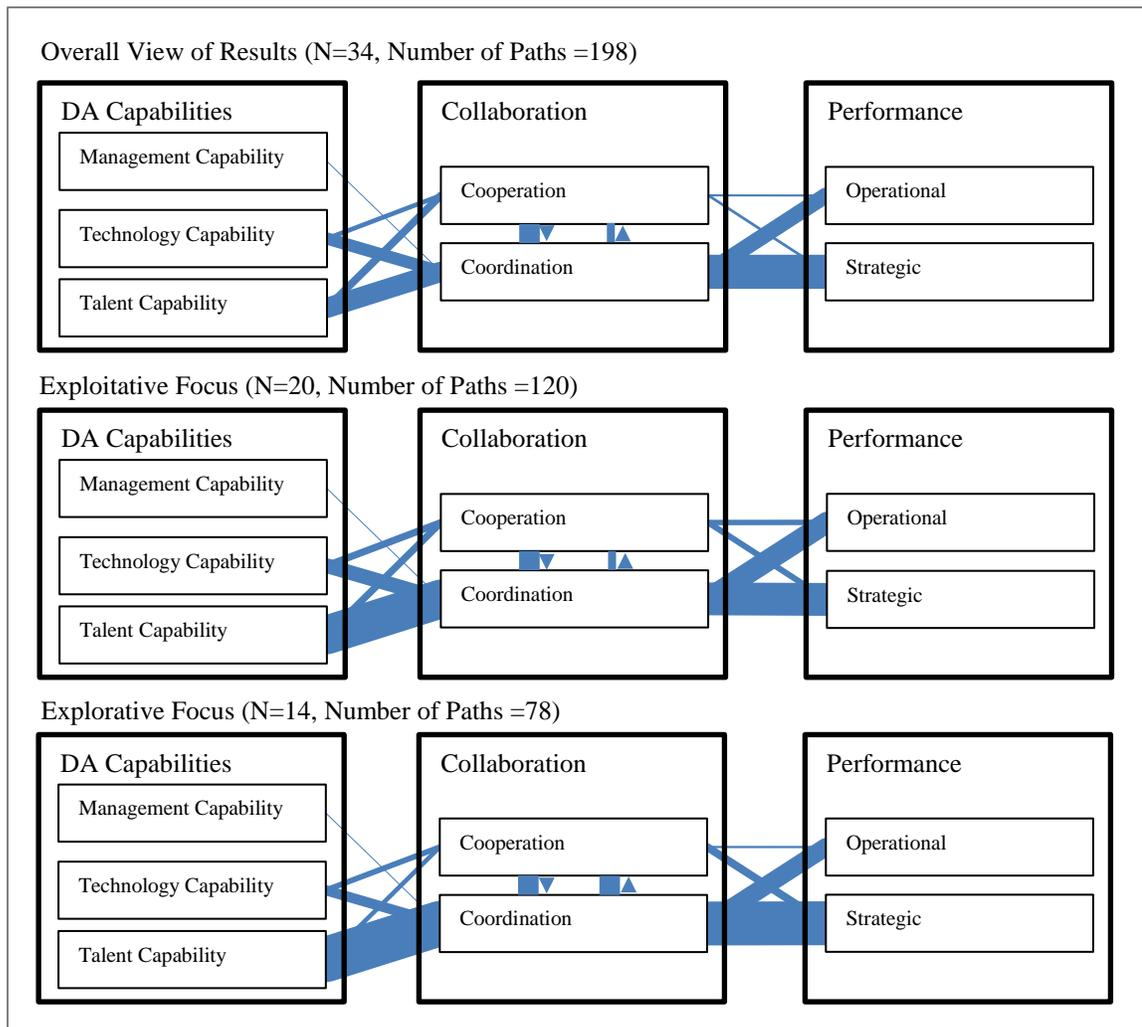 Overall View of Results (N=34, Number of Paths =198)
DA Capabilities
Management Capability
Technology Capability
Talent Capability
Collaboration
Cooperation
Coordination
Performance
Operational
Strategic
Exploitative Focus (N=20, Number of Paths =120)
DA Capabilities
Management Capability
Technology Capability
Talent Capability
Collaboration
Cooperation
Coordination
Performance
Operational
Strategic
Explorative Focus (N=14, Number of Paths =78)
DA Capabilities
Management Capability
Technology Capability
Talent Capability
Collaboration
Cooperation
Coordination
Performance
Operational
Strategic